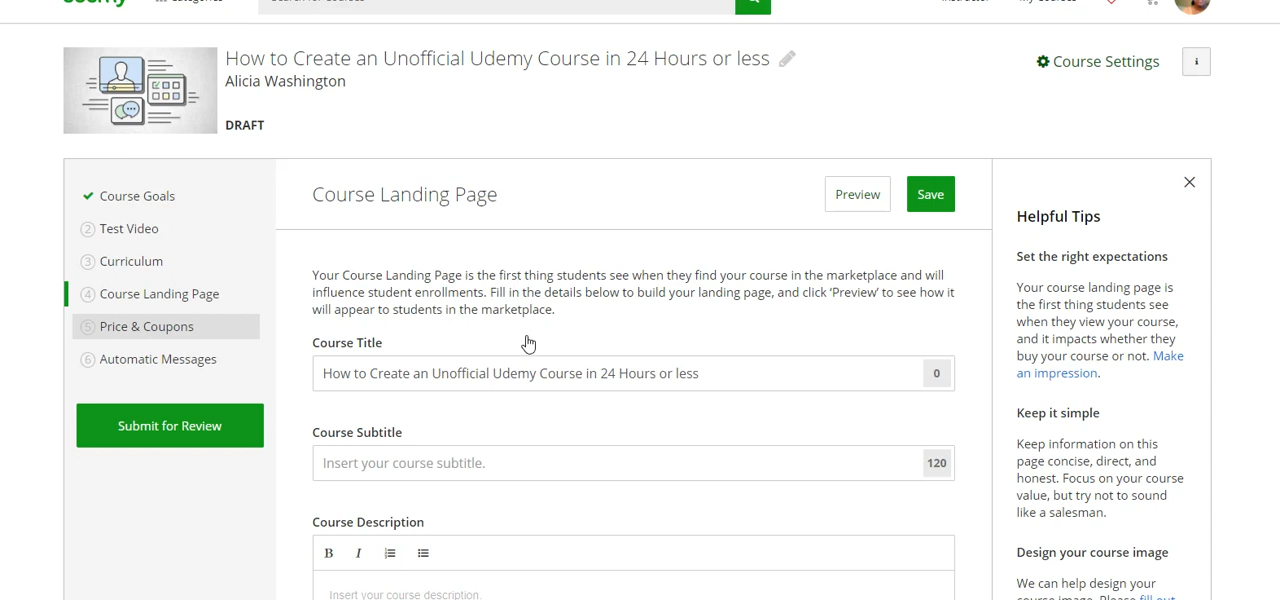 How to Create an Unofficial Udemy Course in 24 Hours or less
Alicia Washington
DRAFT
Course Settings
i
Course Goals
2 Test Video
3 Curriculum
4 Course Landing Page
5 Price & Coupons
6 Automatic Messages
Submit for Review
Course Landing Page
Preview
Save
Your Course Landing Page is the first thing students see when they find your course in the marketplace and will
influence student enrollments. Fill in the details below to build your landing page, and click ‘Preview’ to see how it
will appear to students in the marketplace.
Course Title
How to Create an Unofficial Udemy Course in 24 Hours or less
0
Course Subtitle
Insert your course subtitle.
120
Course Description
B I
Insert your course description.
Helpful Tips
Set the right expectations
Your course landing page is
the first thing students see
when they view your course,
and it impacts whether they
buy your course or not. Make
an impression.
Keep it simple
Keep information on this
page concise, direct, and
honest. Focus on your course
value, but try not to sound
like a salesman.
Design your course image
We can help design your
course image. Please fill out